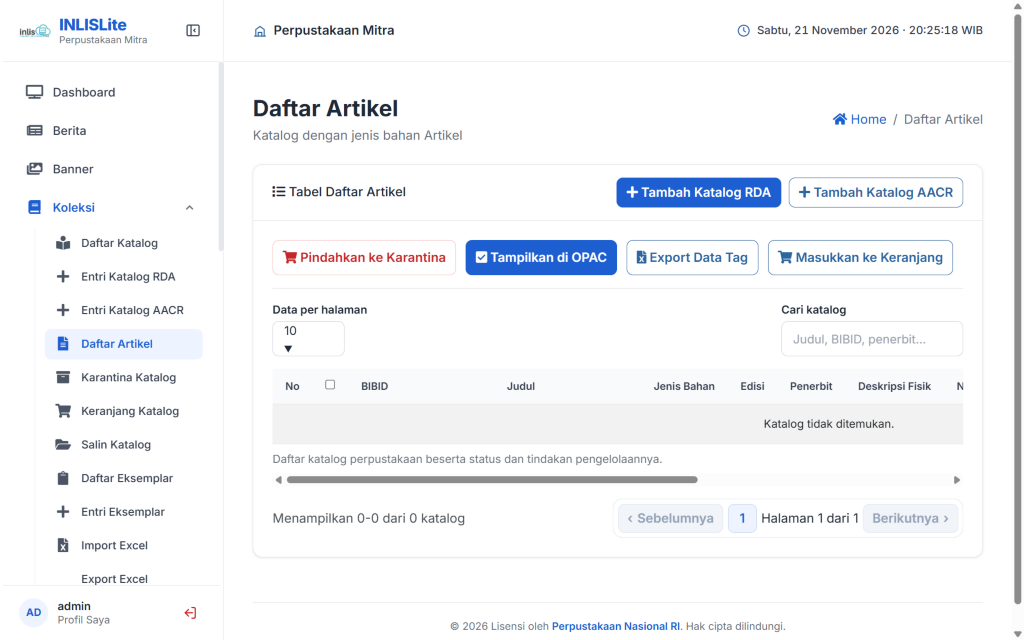 inlis
INLISLite
Perpustakaan Mitra
Perpustakaan Mitra
Sabtu, 21 November 2026 · 20:25:18 WIB
Dashboard
Berita
Banner
Koleksi
Daftar Katalog
Entri Katalog RDA
Entri Katalog AACR
Daftar Artikel
Karantina Katalog
Keranjang Katalog
Salin Katalog
Daftar Eksemplar
Entri Eksemplar
Import Excel
Export Excel
AD
admin
Profil Saya
Daftar Artikel
Katalog dengan jenis bahan Artikel
Home / Daftar Artikel
Tabel Daftar Artikel
Tambah Katalog RDA
Tambah Katalog AACR
Pindahkan ke Karantina
Tampilkan di OPAC
Export Data Tag
Masukkan ke Keranjang
Data per halaman
10
Cari katalog
Judul, BIBID, penerbit...
No BIBID Judul Jenis Bahan Edisi Penerbit Deskripsi Fisik N
Katalog tidak ditemukan.
Daftar katalog perpustakaan beserta status dan tindakan pengelolaannya.
Menampilkan 0-0 dari 0 katalog
‹ Sebelumnya 1 Halaman 1 dari 1 Berikutnya ›
© 2026 Lisensi oleh Perpustakaan Nasional RI. Hak cipta dilindungi.